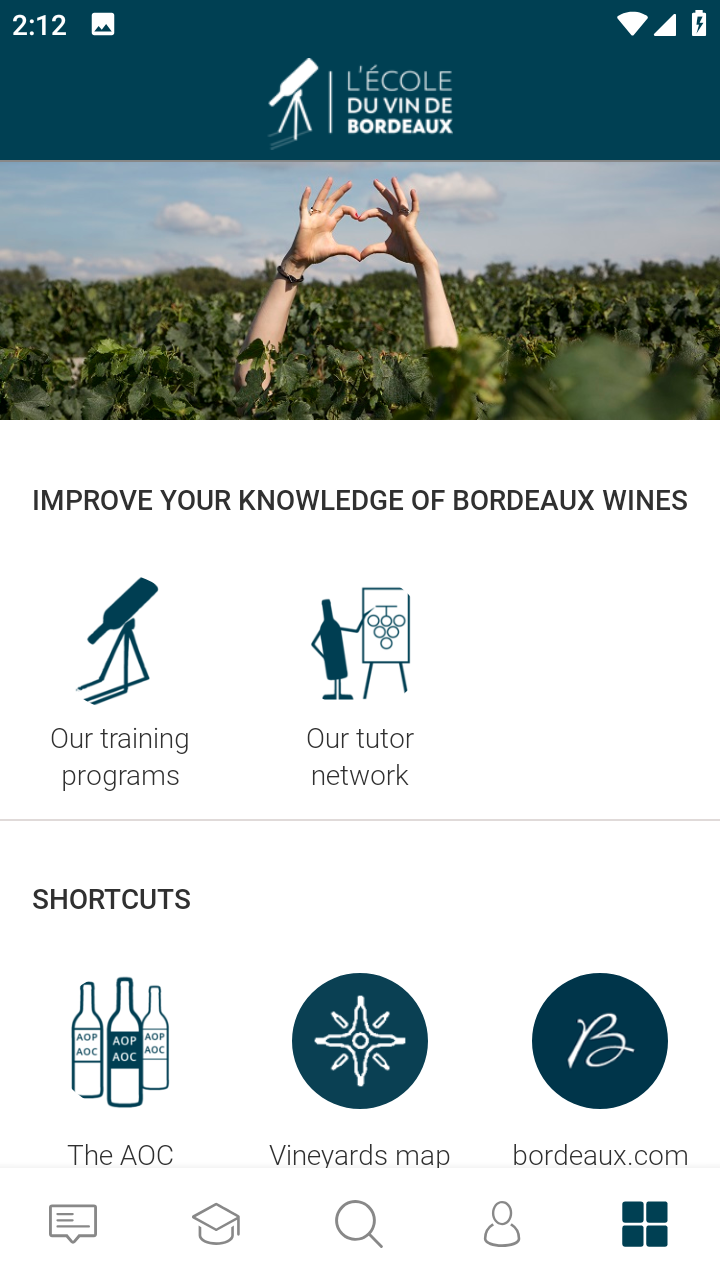 2:12
L'ÉCOLE
DU VIN DE
BORDEAUX
IMPROVE YOUR KNOWLEDGE OF BORDEAUX WINES
Our training
programs
Our tutor
network
SHORTCUTS
AOP
AOC
AOP
AOC
AOP
AOC
B
The AOC
Vineyards map
bordeaux.com